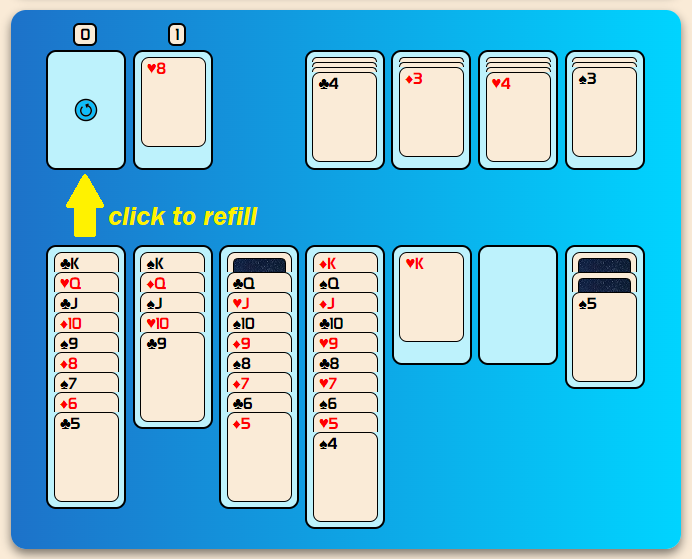 0 1
♥8 ♣4 ♦3 ♥4 ♠3
click to refill
♣K ♠K ♦K ♥K
♥Q ♦Q ♣Q ♠Q
♣J ♠J ♥J ♦J ♠5
♦10 ♥10 ♠10 ♣10
♠9 ♣9 ♦9 ♥9
♦8 ♠8 ♣8
♠7 ♦7 ♥7
♦6 ♣6 ♠6
♣5 ♦5 ♥5
♠4